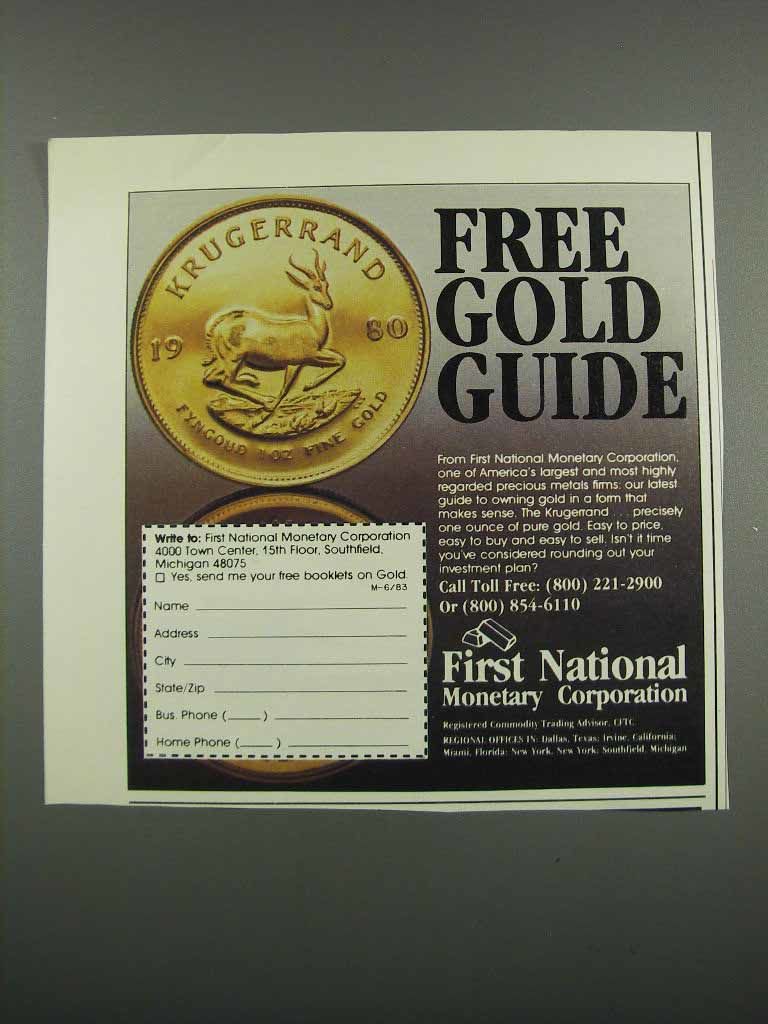 KRUGERRAND
19 80
FYNGOUD 1 OZ FINE GOLD
FREE
GOLD
GUIDE
From First National Monetary Corporation,
one of America's largest and most highly
regarded precious metals firms: our latest
guide to owning gold in a form that
makes sense. The Krugerrand . . . precisely
one ounce of pure gold. Easy to price,
easy to buy and easy to sell. Isn't it time
you've considered rounding out your
investment plan?
Call Toll Free: (800) 221-2900
Or (800) 854-6110
First National
Monetary Corporation
Registered Commodity Trading Advisor, CFTC
REGIONAL OFFICES IN: Dallas, Texas; Irvine, California;
Miami, Florida; New York, New York; Southfield, Michigan
Write to: First National Monetary Corporation
4000 Town Center, 15th Floor, Southfield,
Michigan 48075
☐ Yes, send me your free booklets on Gold.
M-6/83
Name
Address
City
State/Zip
Bus. Phone (    )
Home Phone (    )